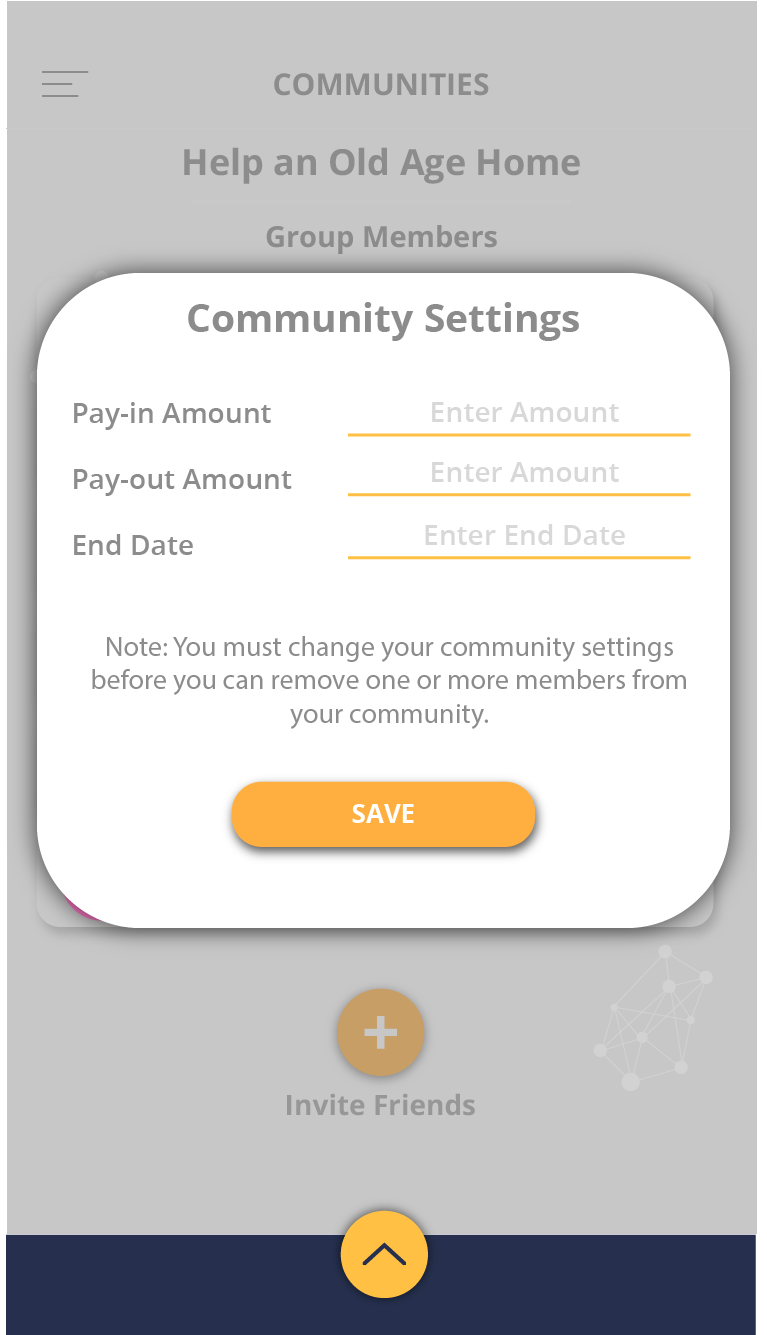 COMMUNITIES
Help an Old Age Home
Group Members
Community Settings
Pay-in Amount
Enter Amount
Pay-out Amount
Enter Amount
End Date
Enter End Date
Note: You must change your community settings
before you can remove one or more members from
your community.
SAVE
Invite Friends